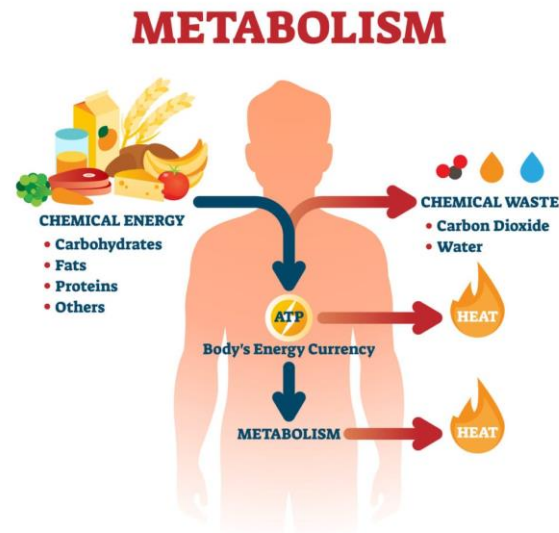 METABOLISM
CHEMICAL ENERGY
• Carbohydrates
• Fats
• Proteins
• Others
CHEMICAL WASTE
• Carbon Dioxide
• Water
ATP
HEAT
Body's Energy Currency
METABOLISM
HEAT